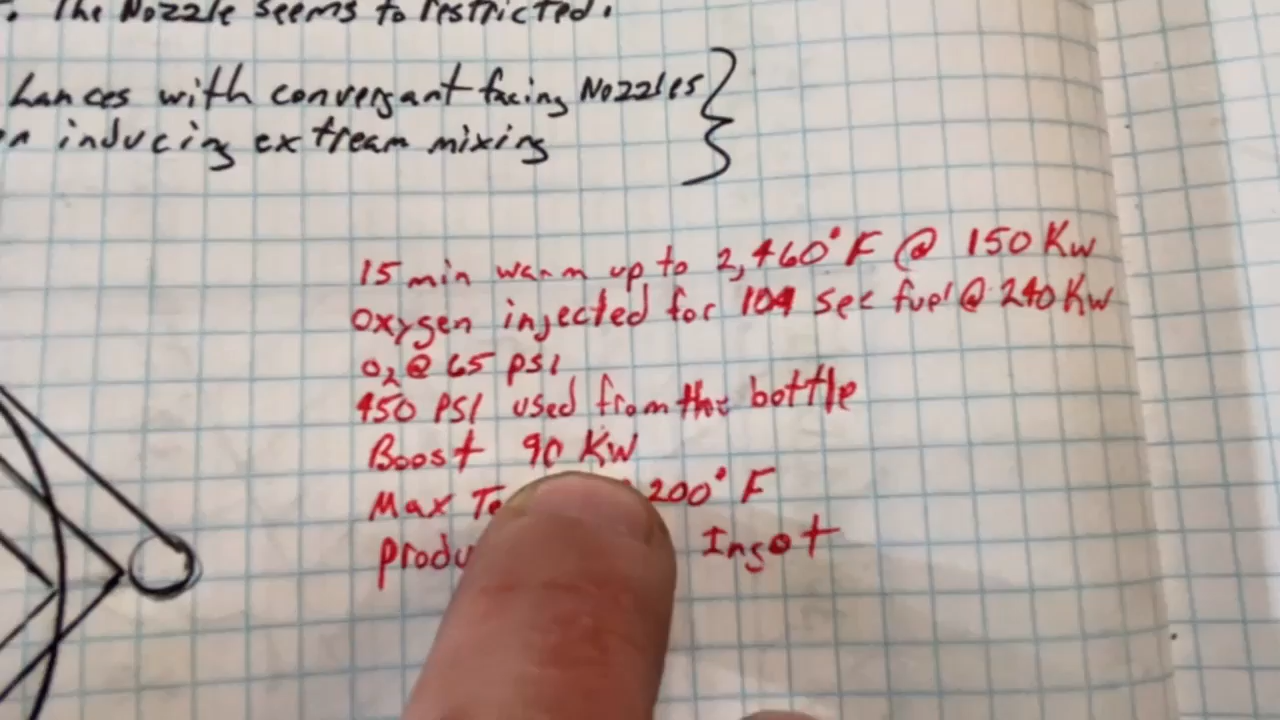 . The Nozzle seems to restricted.
hances with convergant facing Nozzles
n inducing extream mixing
15 min warm up to 2,460°F @ 150 Kw
Oxygen injected for 104 sec fuel @ 240 Kw
O₂ @ 65 psi
450 PSI used from the bottle
Boost 90 Kw
Max 200° F
Ingot